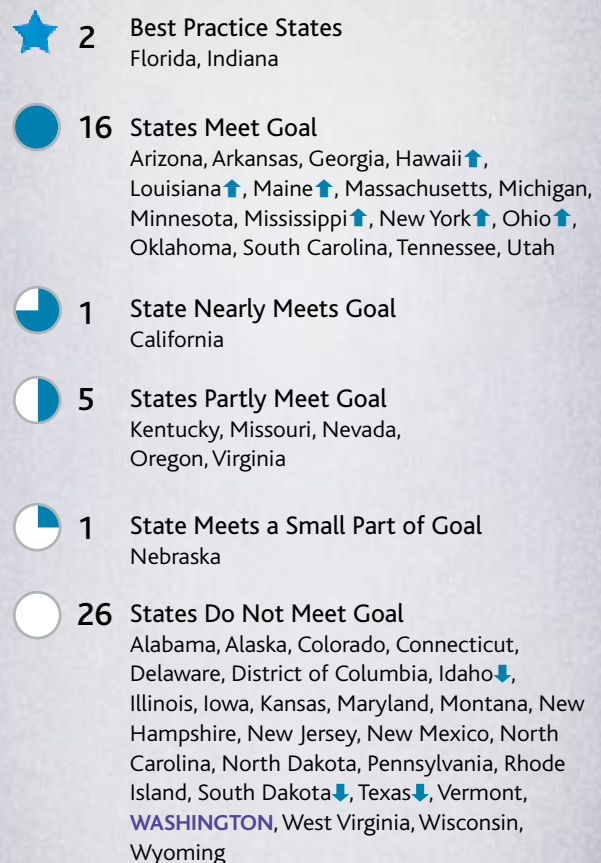 2 Best Practice States
Florida, Indiana
16 States Meet Goal
Arizona, Arkansas, Georgia, Hawaii⬆,
Louisiana⬆, Maine⬆, Massachusetts, Michigan,
Minnesota, Mississippi⬆, New York⬆, Ohio⬆,
Oklahoma, South Carolina, Tennessee, Utah
1 State Nearly Meets Goal
California
5 States Partly Meet Goal
Kentucky, Missouri, Nevada,
Oregon, Virginia
1 State Meets a Small Part of Goal
Nebraska
26 States Do Not Meet Goal
Alabama, Alaska, Colorado, Connecticut,
Delaware, District of Columbia, Idaho⬇,
Illinois, Iowa, Kansas, Maryland, Montana, New
Hampshire, New Jersey, New Mexico, North
Carolina, North Dakota, Pennsylvania, Rhode
Island, South Dakota⬇, Texas⬇, Vermont,
WASHINGTON, West Virginia, Wisconsin,
Wyoming